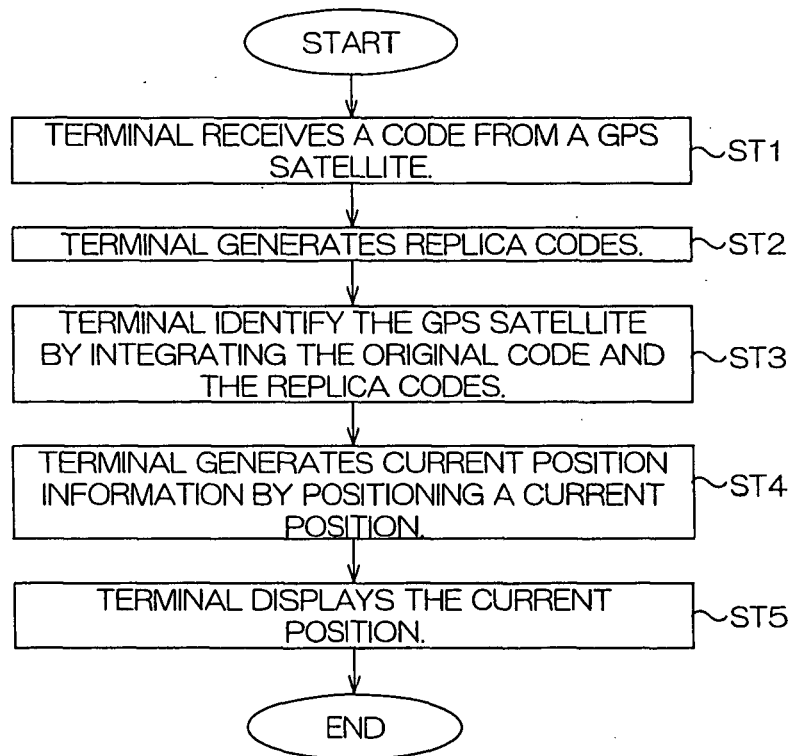 START
TERMINAL RECEIVES A CODE FROM A GPS
SATELLITE.
ST1
TERMINAL GENERATES REPLICA CODES.
ST2
TERMINAL IDENTIFY THE GPS SATELLITE
BY INTEGRATING THE ORIGINAL CODE AND
THE REPLICA CODES.
ST3
TERMINAL GENERATES CURRENT POSITION
INFORMATION BY POSITIONING A CURRENT
POSITION.
ST4
TERMINAL DISPLAYS THE CURRENT
POSITION.
ST5
END